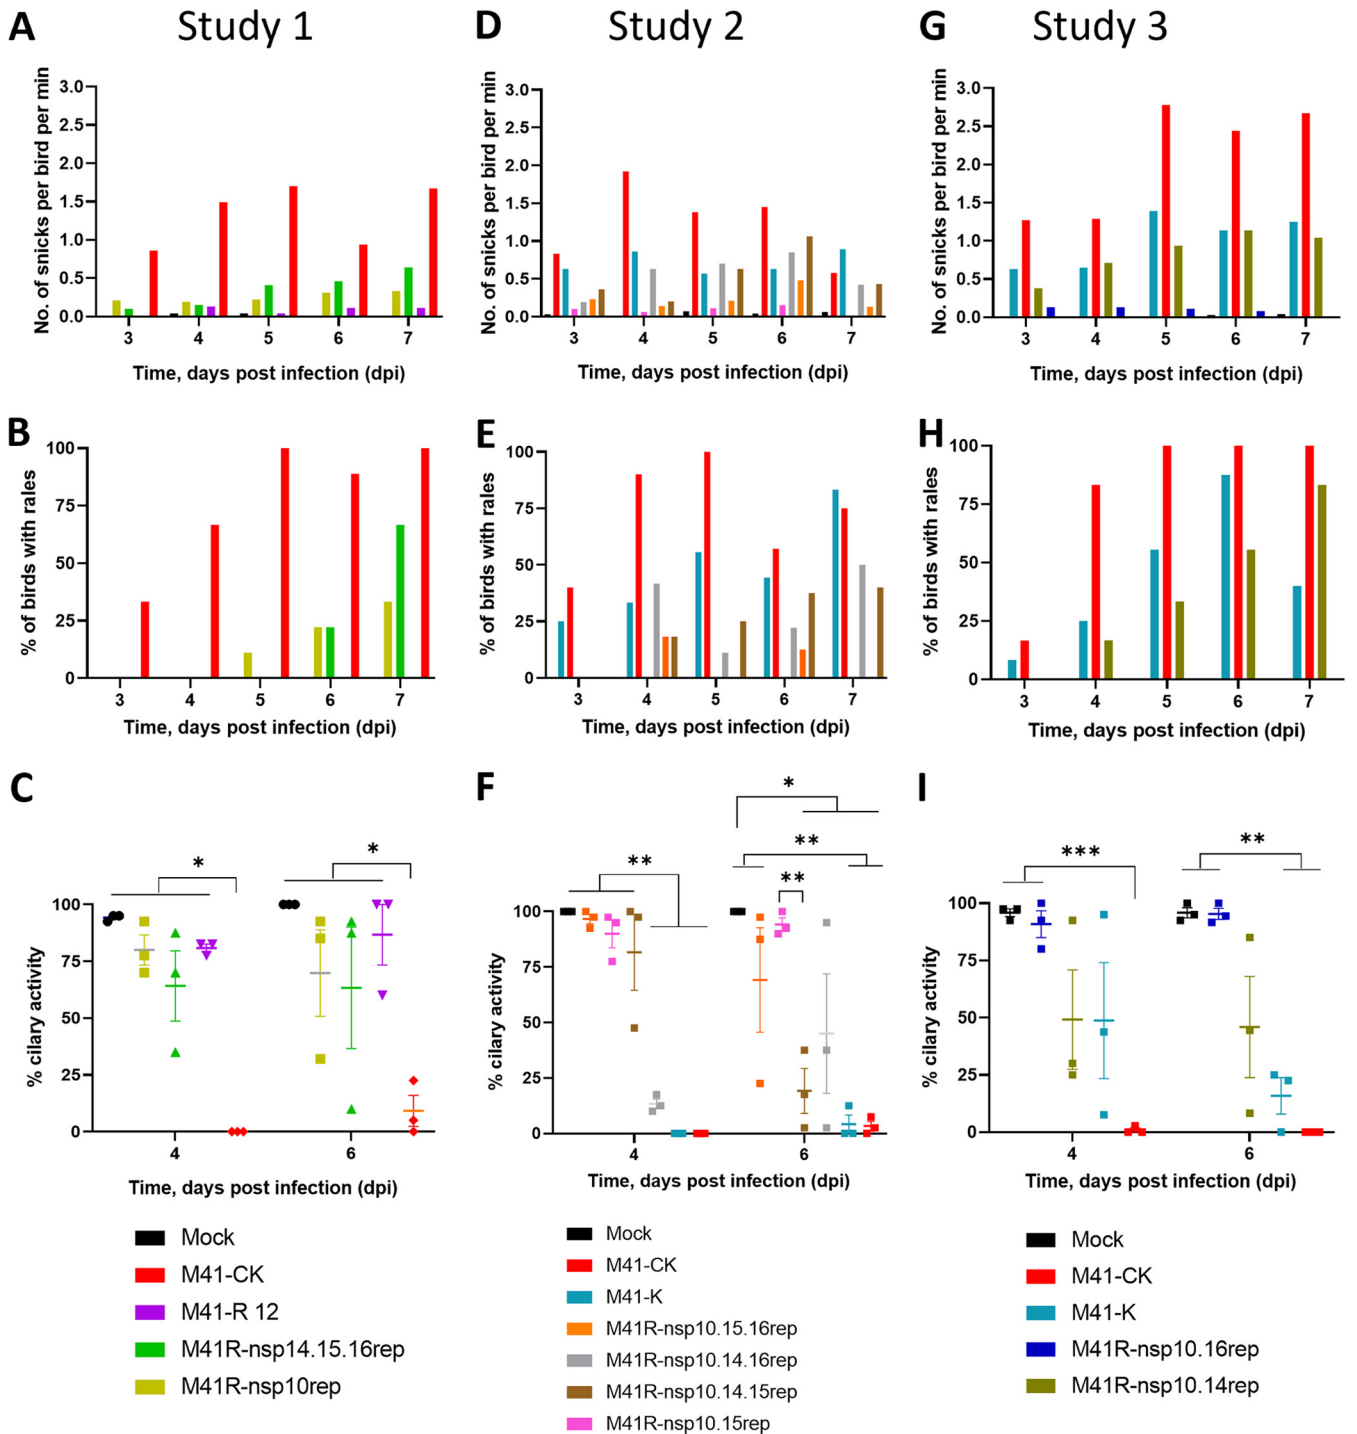 A Study 1
No. of snicks per bird per min
3.0
2.5
2.0
1.5
1.0
0.5
0.0
3 4 5 6 7
Time, days post infection (dpi)
B
% of birds with rales
100
75
50
25
0
3 4 5 6 7
Time, days post infection (dpi)
C
% cilary activity
* *
100
75
50
25
0
4 6
Time, days post infection (dpi)
Mock
M41-CK
M41-R 12
M41R-nsp14.15.16rep
M41R-nsp10rep
D Study 2
No. of snicks per bird per min
3.0
2.5
2.0
1.5
1.0
0.5
0.0
3 4 5 6 7
Time, days post infection (dpi)
E
% of birds with rales
100
75
50
25
0
3 4 5 6 7
Time, days post infection (dpi)
F
% cilary activity
*
** **
**
100
75
50
25
0
4 6
Time, days post infection (dpi)
Mock
M41-CK
M41-K
M41R-nsp10.15.16rep
M41R-nsp10.14.16rep
M41R-nsp10.14.15rep
M41R-nsp10.15rep
G Study 3
No. of snicks per bird per min
3.0
2.5
2.0
1.5
1.0
0.5
0.0
3 4 5 6 7
Time, days post infection (dpi)
H
% of birds with rales
100
75
50
25
0
3 4 5 6 7
Time, days post infection (dpi)
I
% cilary activity
*** **
100
75
50
25
0
4 6
Time, days post infection (dpi)
Mock
M41-CK
M41-K
M41R-nsp10.16rep
M41R-nsp10.14rep